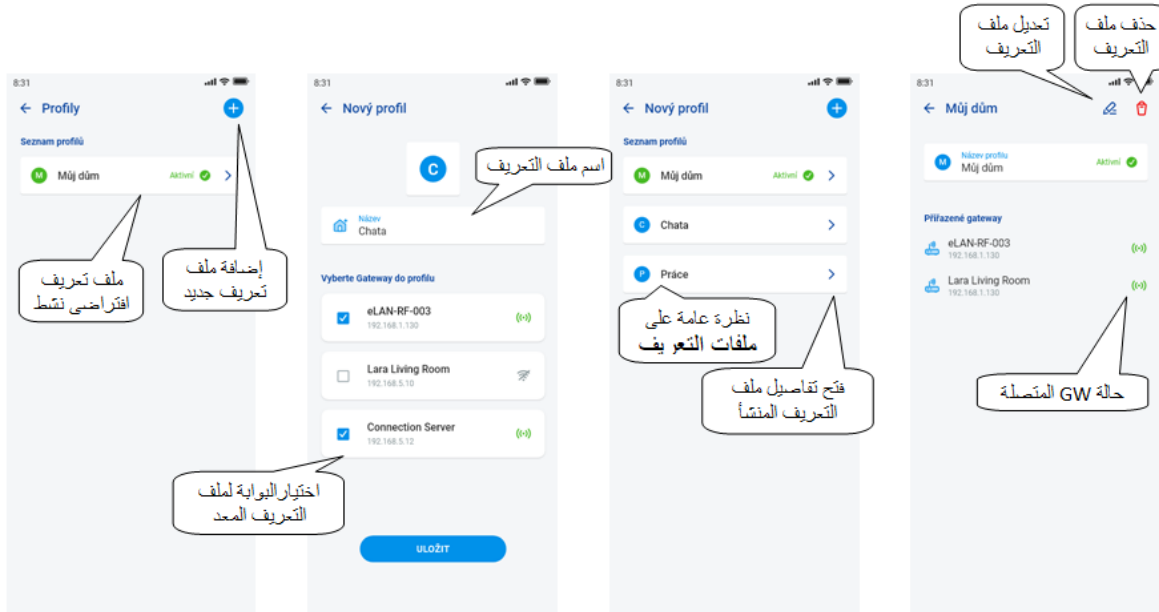 8:31
Profily
Seznam profilů
M
Můj dům
Aktivní
ملف تعريف
افتراضي نشط
إضافة ملف
تعريف جديد
8:31
Nový profil
C
اسم ملف التعريف
Název
Chata
Vyberte Gateway do profilu
eLAN-RF-003
192.168.1.130
Lara Living Room
192.168.5.10
Connection Server
192.168.5.12
اختيارالبوابة لملف
التعريف المعد
ULOŽIT
8:31
Nový profil
Seznam profilů
M
Můj dům
Aktivní
C
Chata
P
Práce
نظرة عامة على
ملفات التعريف
فتح تفاصيل ملف
التعريف المنشأ
تعديل ملف
التعريف
حذف ملف
التعريف
8:31
Můj dům
M
Název profilu
Můj dům
Aktivní
Přiřazené gateway
eLAN-RF-003
192.168.1.130
Lara Living Room
192.168.1.130
حالة GW المتصلة